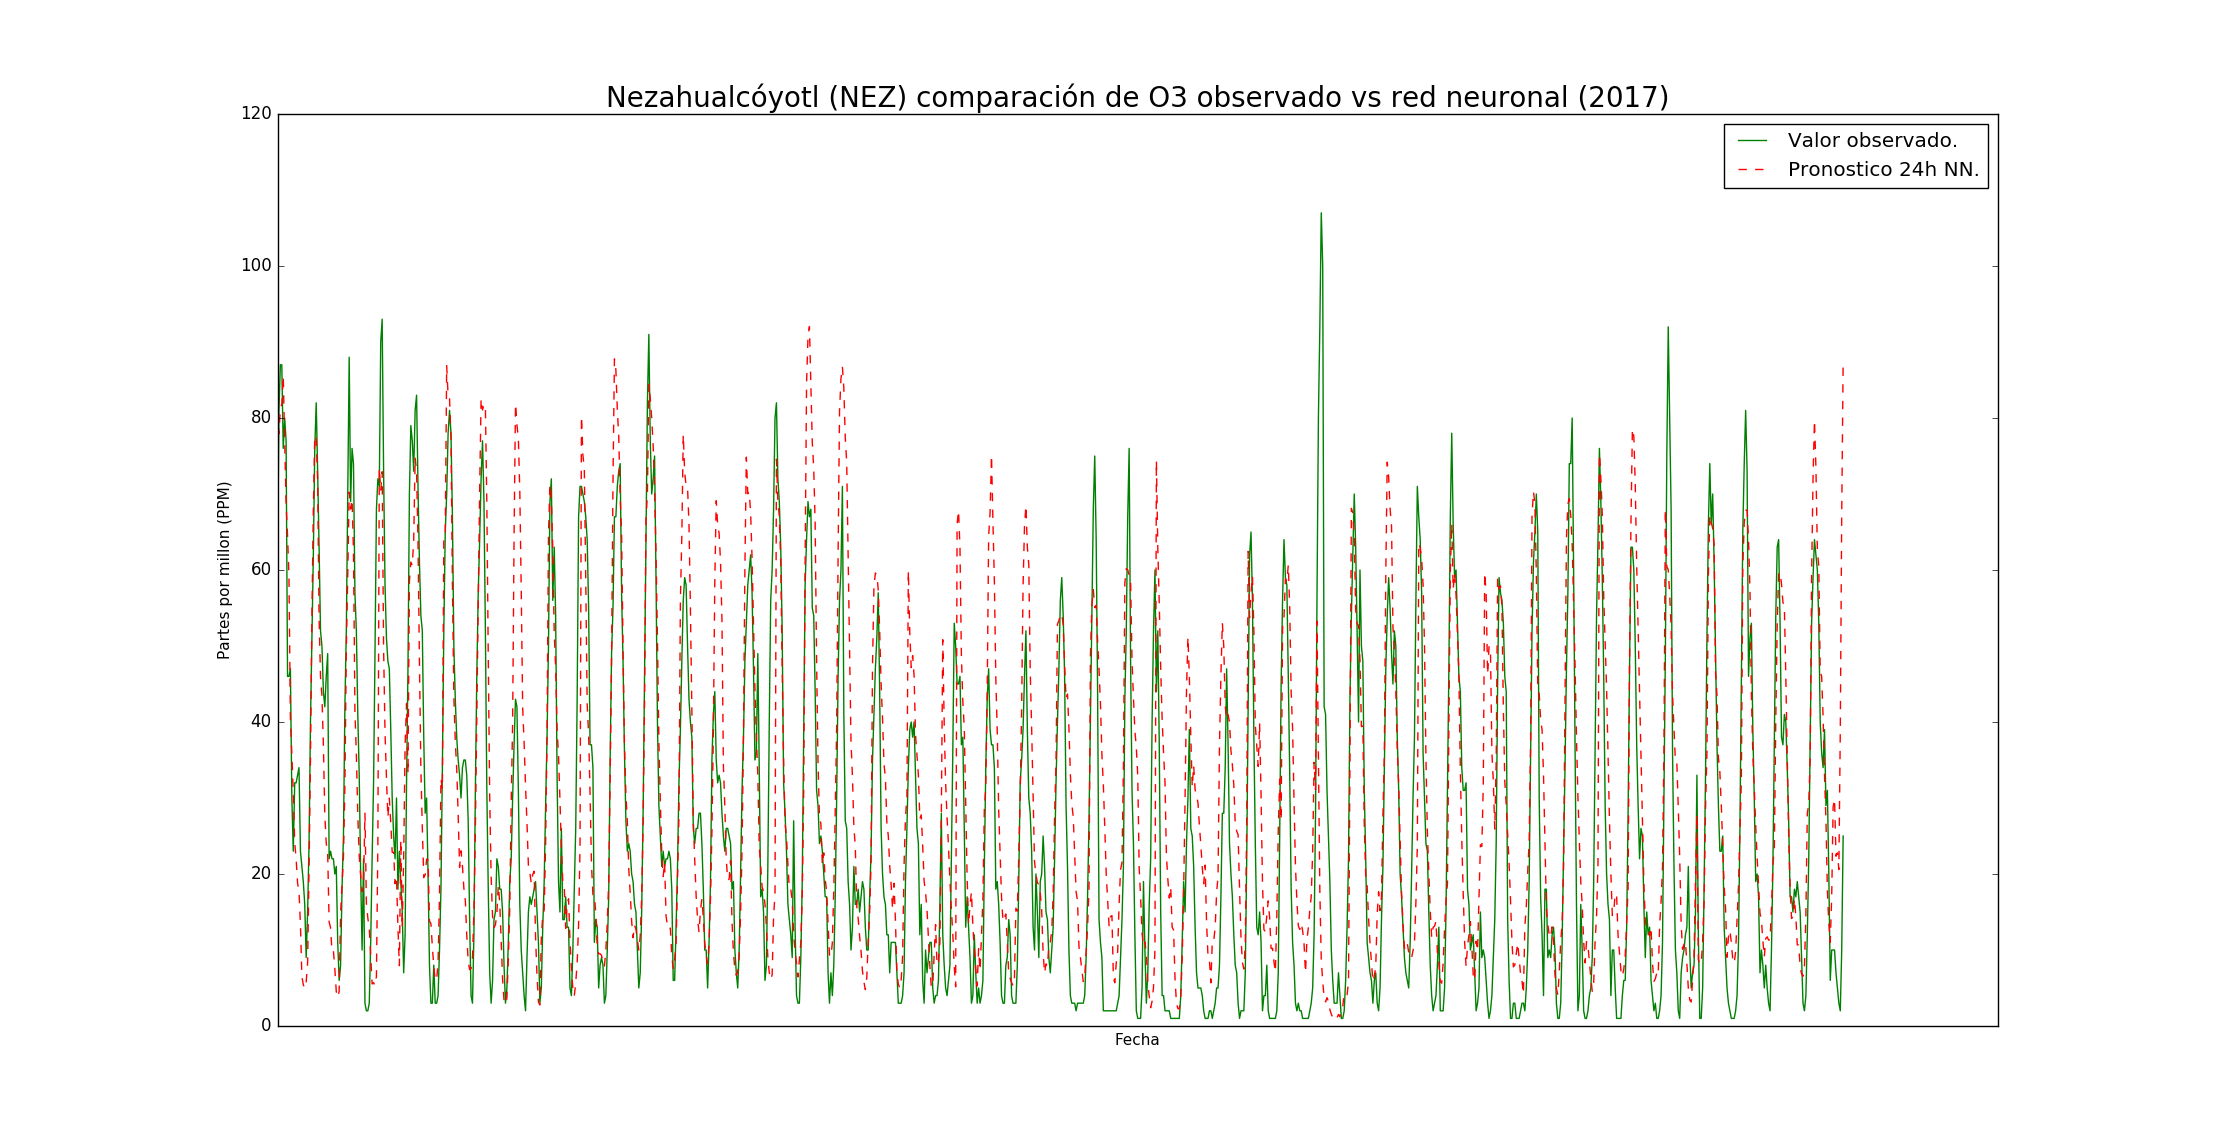 Nezahualcóyotl (NEZ) comparación de O3 observado vs red neuronal (2017)
120
100
80
60
40
20
0
Partes por millon (PPM)
Valor observado.
Pronostico 24h NN.
Fecha